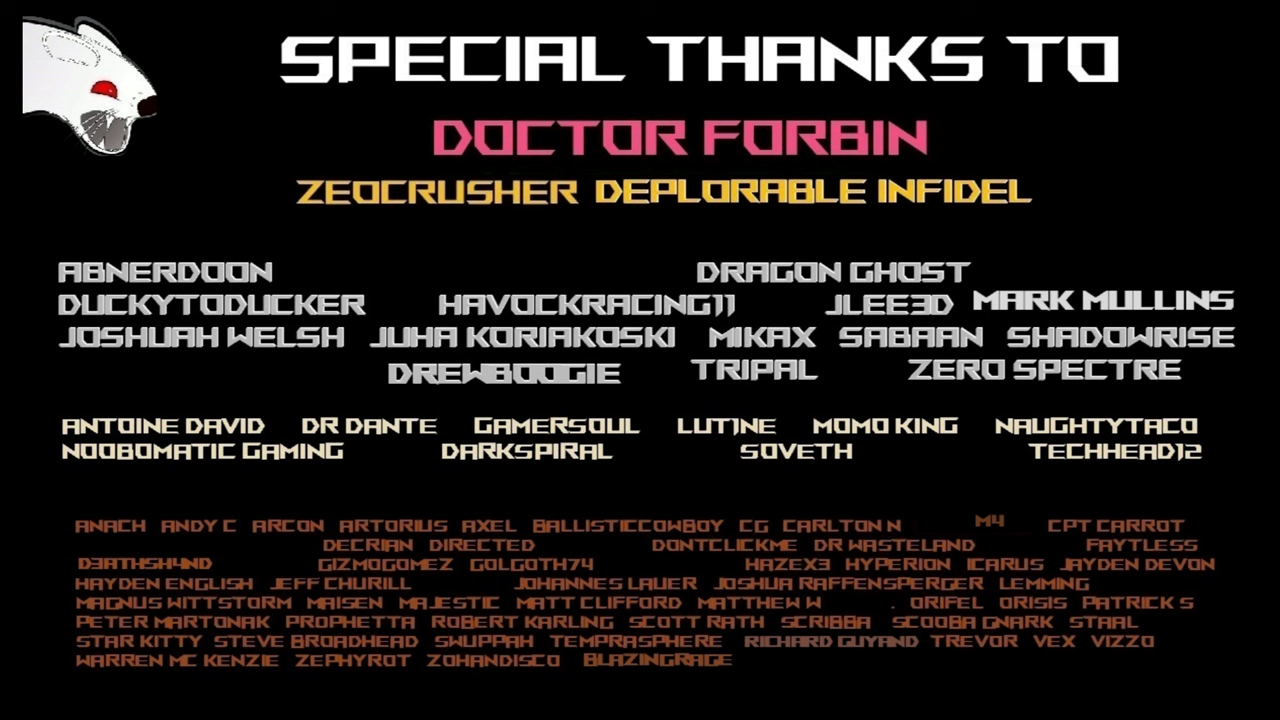 SPECIAL THANKS TO
DOCTOR FORBIN
ZEOCRUSHER DEPLORABLE INFIDEL
ABNERDOON DRAGON GHOST
DUCKYTODUCKER HAVOCKRACING11 JLEE3D MARK MULLINS
JOSHUAH WELSH JUHA KORIAKOSKI MIKAX SABAAN SHADOWRISE
DREWBOOGIE TRIPAL ZERO SPECTRE
ANTOINE DAVID DR DANTE GAMERSOUL LUT1NE MOMO KING NAUGHTYTACO
NOOBOMATIC GAMING DARKSPIRAL SOVETH TECHHEAD12
ANACH ANDY C ARCON ARTORIUS AXEL BALLISTICCOWBOY CG CARLTON N M4 CPT CARROT
DECRIAN DIRECTED DONTCLICKME DR WASTELAND FAYTLESS
D3ATHSH4ND GIZMOGOMEZ GOLGOTH74 HAZEX3 HYPERION ICARUS JAYDEN DEVON
HAYDEN ENGLISH JEFF CHURILL JOHANNES LAUER JOSHUA RAFFENSPERGER LEMMING
MAGNUS WITTSTORM MAISEN MAJESTIC MATT CLIFFORD MATTHEW W . ORIFEL ORISIS PATRICK S
PETER MARTONAK PROPHETTA ROBERT KARLING SCOTT RATH SCRIBBA SCOOBA GNARK STAAL
STAR KITTY STEVE BROADHEAD SWUPPAH TEMPRASPHERE RICHARD GUYAND TREVOR VEX VIZZO
WARREN MC KENZIE ZEPHYROT ZOHANDISCO BLAZINGRAGE